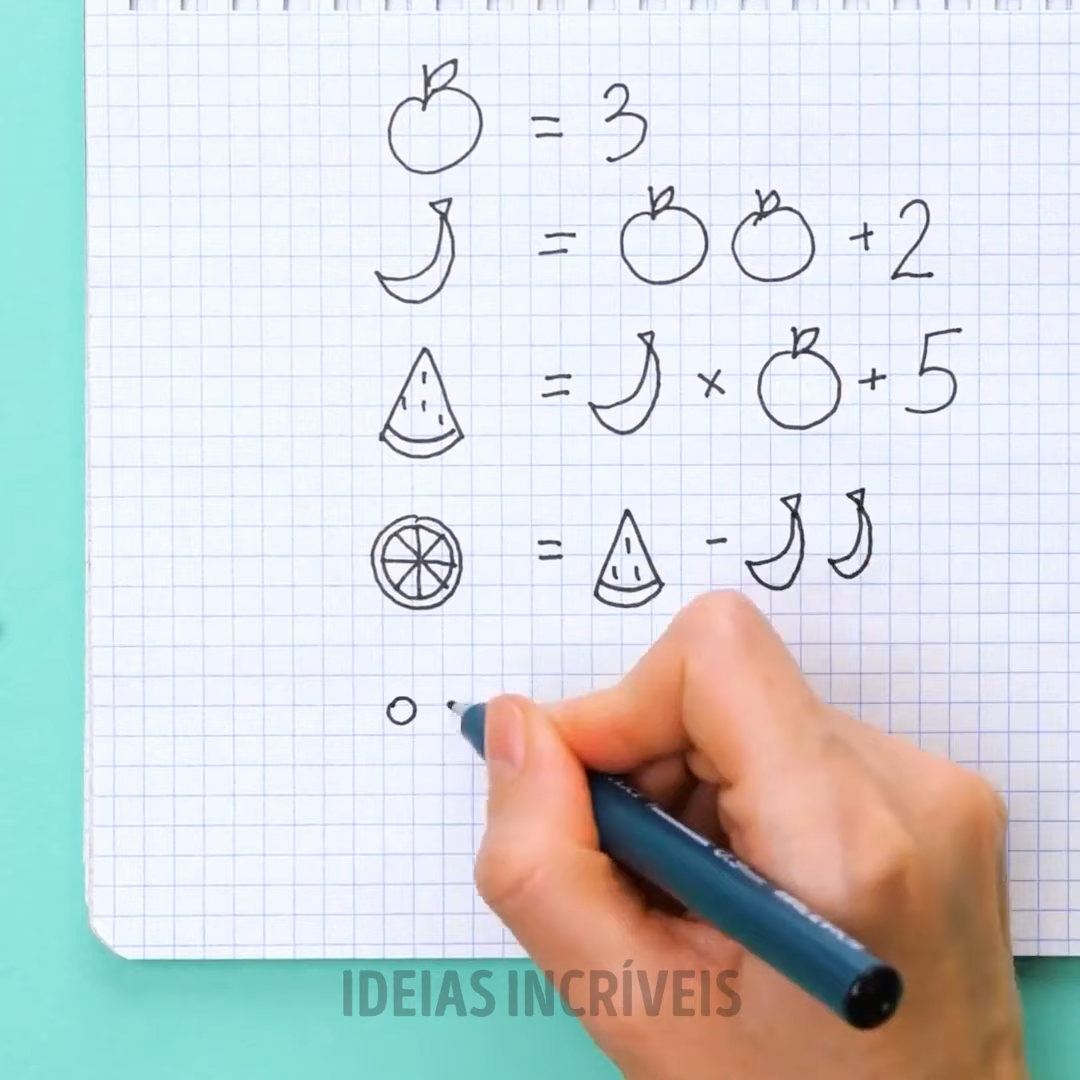 = 3
= + 2
= x + 5
= -
IDEIAS INCRÍVEIS